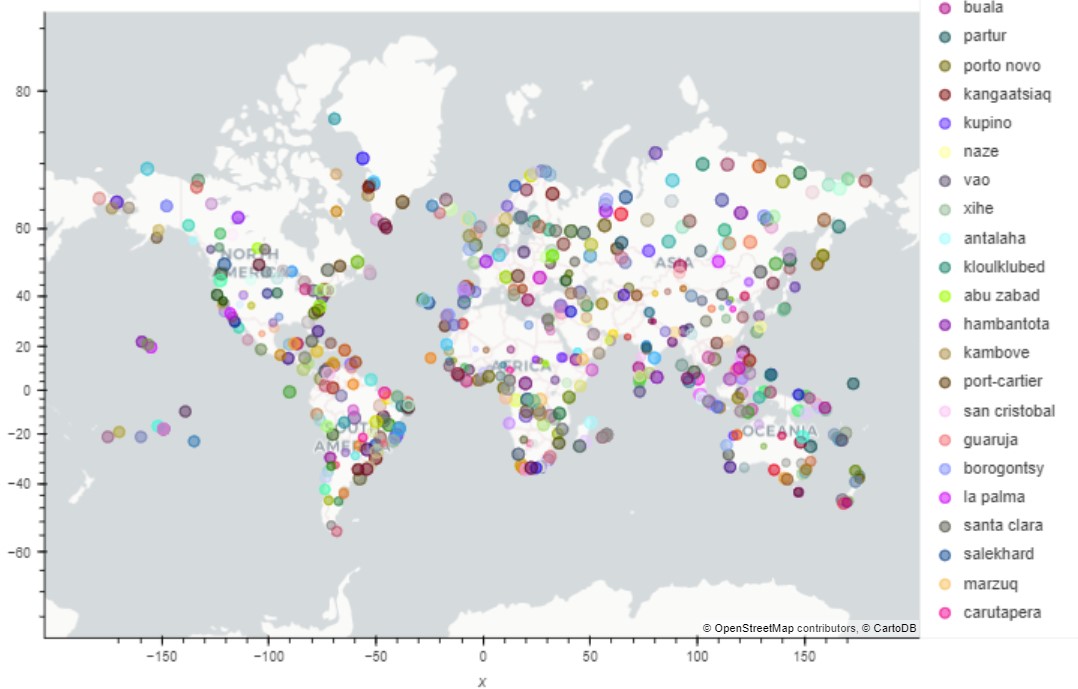 buala
partur
porto novo
kangaatsiaq
kupino
naze
vao
xihe
antalaha
kloulklubed
abu zabad
hambantota
kambove
port-cartier
san cristobal
guaruja
borogontsy
la palma
santa clara
salekhard
marzuq
carutapera
80
60
40
20
0
−20
−40
−60
NORTH
AMERICA
ASIA
AFRICA
SOUTH
AMERICA
OCEANIA
© OpenStreetMap contributors, © CartoDB
−150
−100
−50
0
50
100
150
x